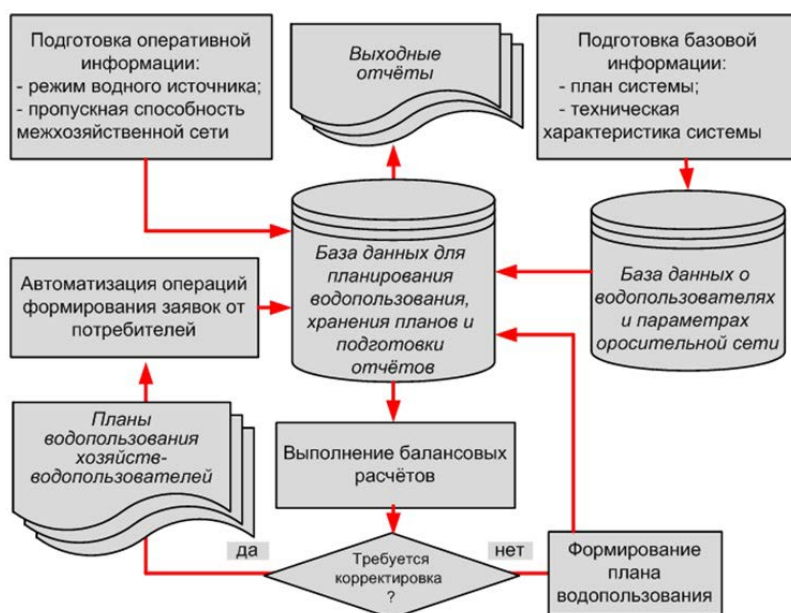 Подготовка оперативной
информации:
- режим водного источника;
- пропускная способность
межхозяйственной сети
Выходные
отчёты
Подготовка базовой
информации:
- план системы;
- техническая
характеристика системы
База данных для
планирования
водопользования,
хранения планов и
подготовки
отчётов
База данных о
водопользователях
и параметрах
оросительной сети
Автоматизация операций
формирования заявок от
потребителей
Планы
водопользования
хозяйств-
водопользователей
Выполнение балансовых
расчётов
да
Требуется
корректировка
?
нет
Формирование
плана
водопользования